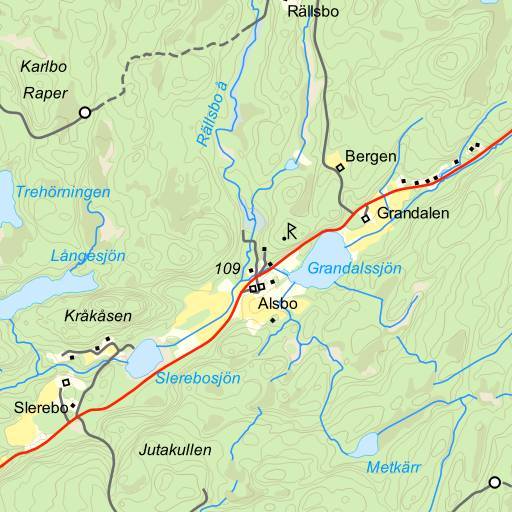 Rällsbo
Karlbo
Raper
Rällsbo å
Bergen
Trehörningen
Grandalen
R
Långesjön
109
Grandalssjön
Alsbo
Kråkåsen
Slerebosjön
Slerebo
Jutakullen
Metkärr